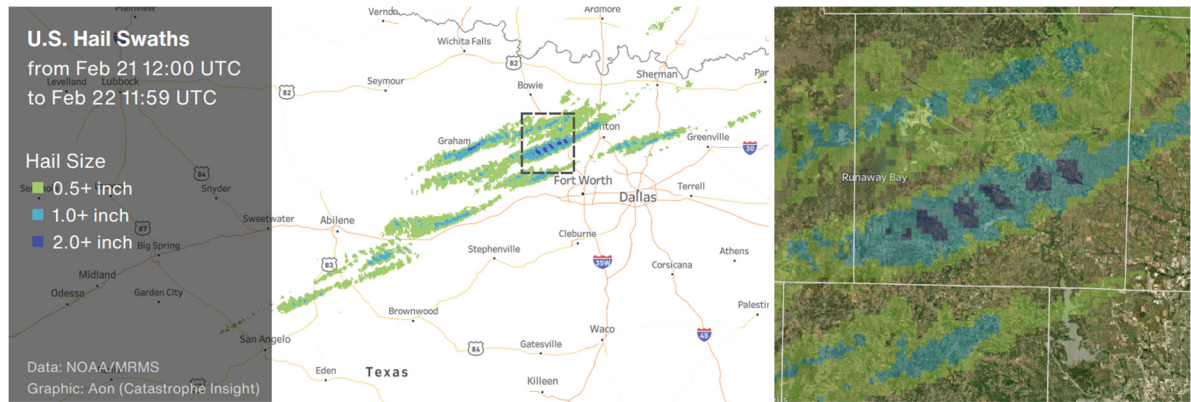 U.S. Hail Swaths
from Feb 21 12:00 UTC
to Feb 22 11:59 UTC
Hail Size
0.5+ inch
1.0+ inch
2.0+ inch
Data: NOAA/MRMS
Graphic: Aon (Catastrophe Insight)
Plainview
Levelland
Lubbock
84
Snyder
87
Big Spring
Midland
Odessa
Garden City
San Angelo
Sweetwater
Abilene
83
82
Vernon
Ardmore
Wichita Falls
82
Seymour
Sherman
Bowie
Graham
Denton
Greenville
30
Fort Worth
Dallas
Terrell
Cleburne
Stephenville
35W
Athens
Corsicana
Brownwood
Waco
45
84
Gatesville
Eden
Texas
Killeen
Runaway Bay